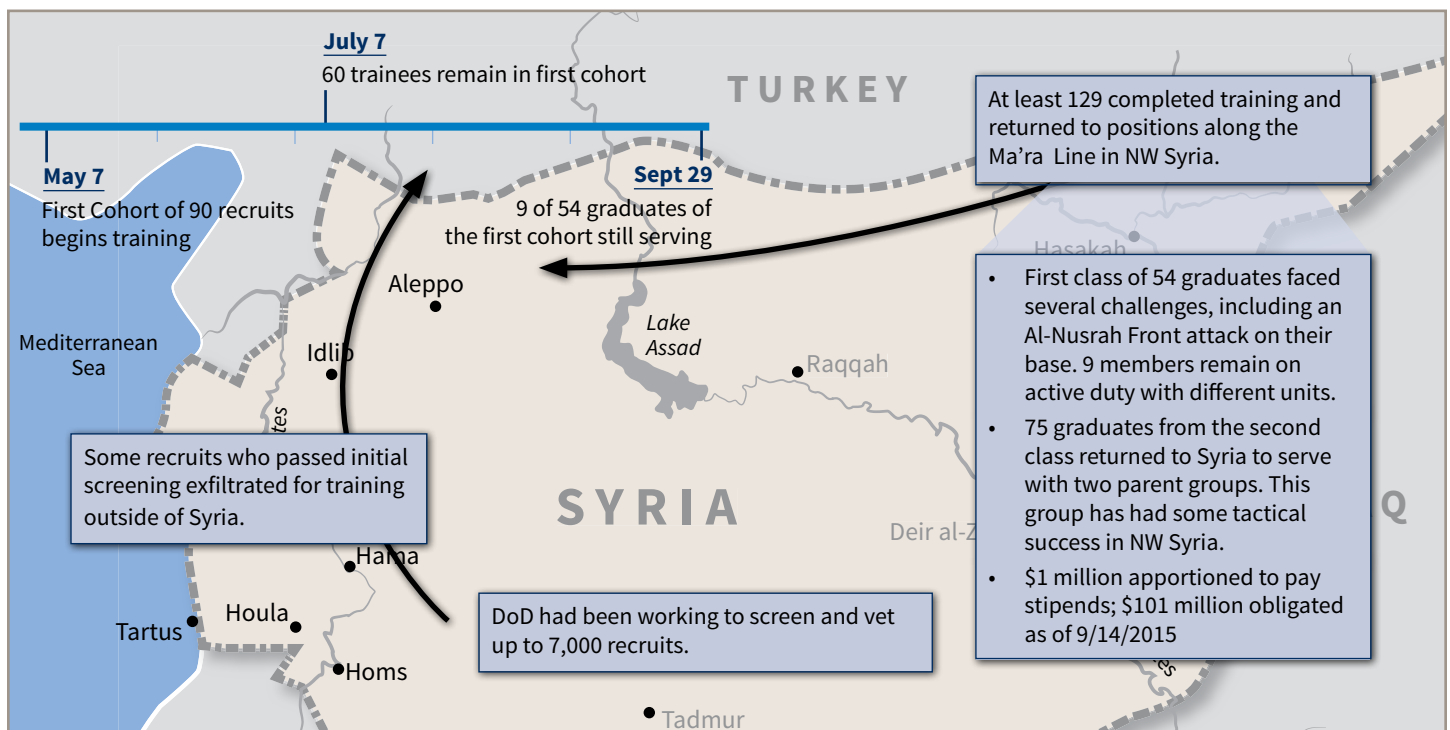 July 7
60 trainees remain in first cohort
May 7
First Cohort of 90 recruits
begins training
Sept 29
9 of 54 graduates of
the first cohort still serving
TURKEY
At least 129 completed training and
returned to positions along the
Ma’ra Line in NW Syria.
Hasakah
Aleppo
Mediterranean
Sea
Idlib
Lake
Assad
Raqqah
• First class of 54 graduates faced
several challenges, including an
Al-Nusrah Front attack on their
base. 9 members remain on
active duty with different units.
• 75 graduates from the second
class returned to Syria to serve
with two parent groups. This
group has had some tactical
success in NW Syria.
• $1 million apportioned to pay
stipends; $101 million obligated
as of 9/14/2015
tes
Some recruits who passed initial
screening exfiltrated for training
outside of Syria.
SYRIA
Q
Deir al-Z
Hama
Houla
Tartus
DoD had been working to screen and vet
up to 7,000 recruits.
Homs
es
Tadmur